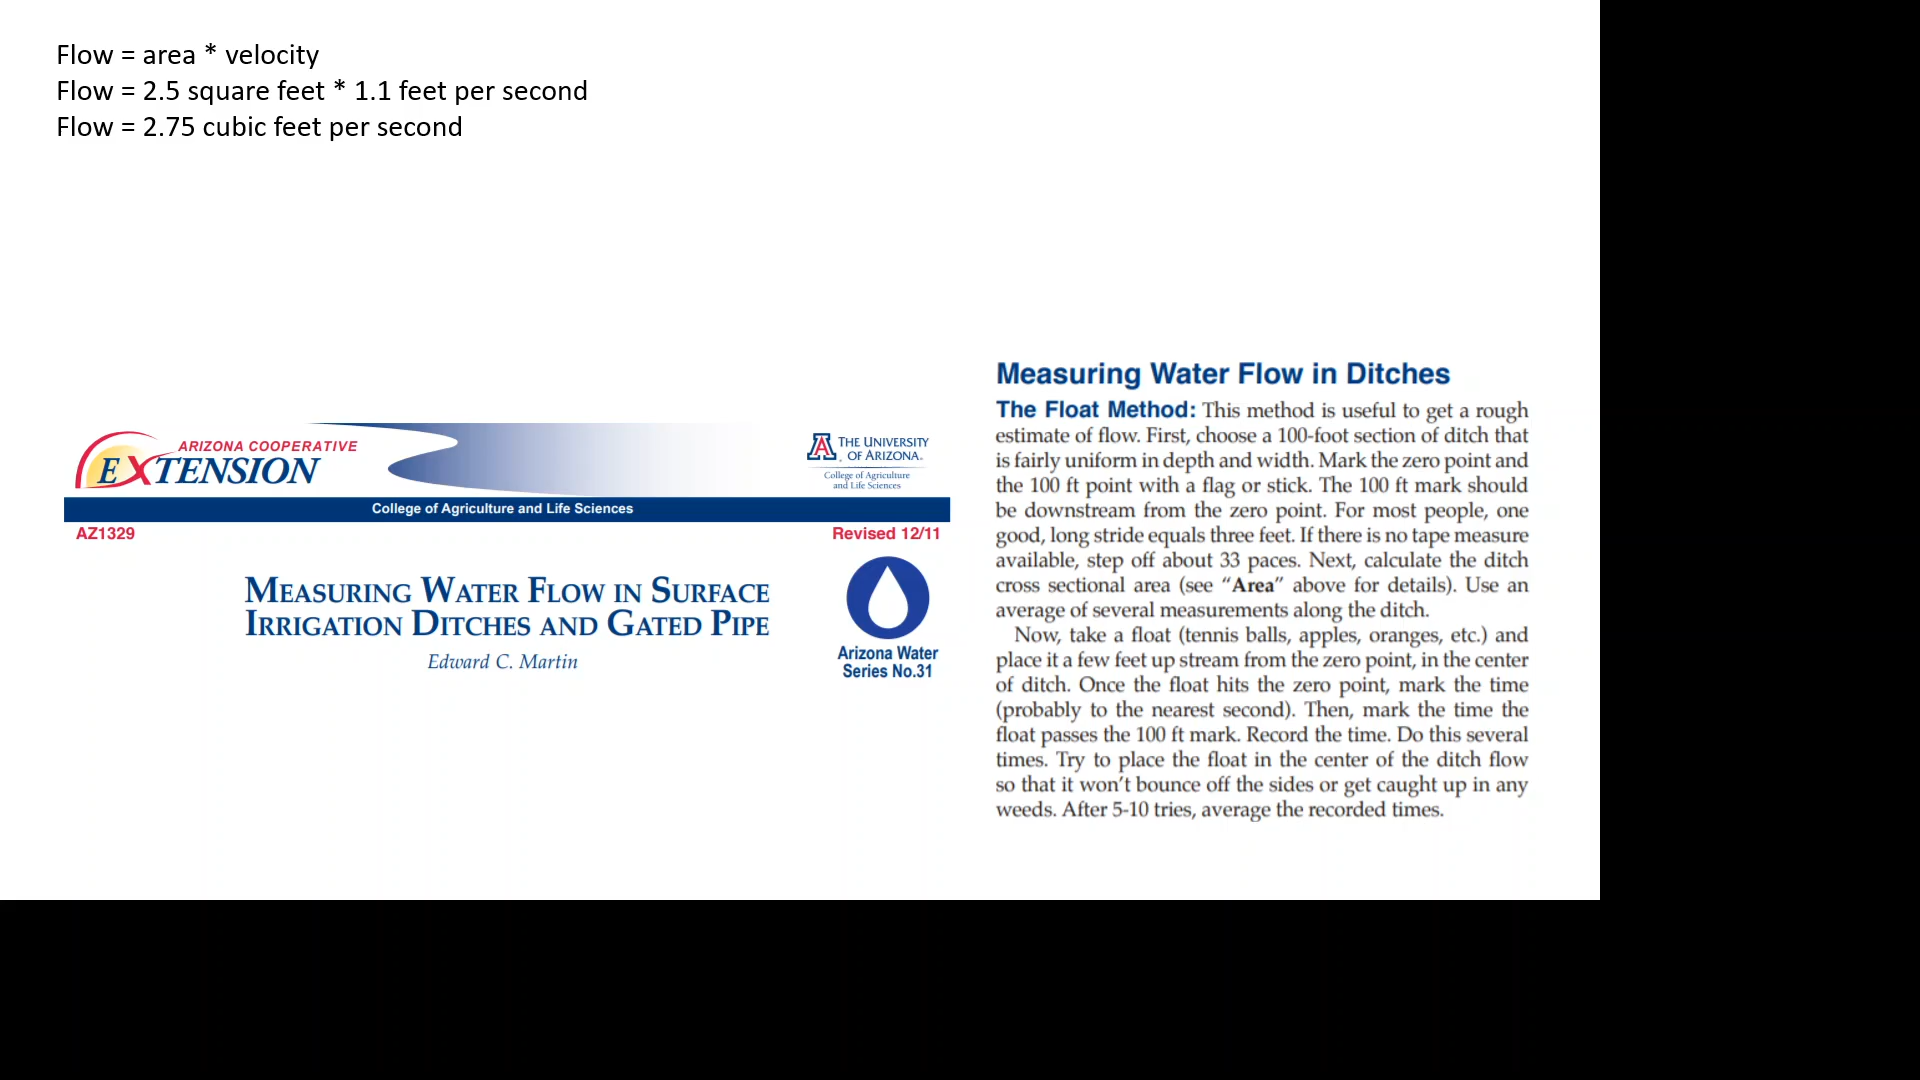 Flow = area * velocity
Flow = 2.5 square feet * 1.1 feet per second
Flow = 2.75 cubic feet per second
ARIZONA COOPERATIVE
EXTENSION
THE UNIVERSITY
OF ARIZONA.
College of Agriculture
and Life Sciences
College of Agriculture and Life Sciences
AZ1329
Revised 12/11
MEASURING WATER FLOW IN SURFACE
IRRIGATION DITCHES AND GATED PIPE
Edward C. Martin
Arizona Water
Series No.31
Measuring Water Flow in Ditches
The Float Method: This method is useful to get a rough
estimate of flow. First, choose a 100-foot section of ditch that
is fairly uniform in depth and width. Mark the zero point and
the 100 ft point with a flag or stick. The 100 ft mark should
be downstream from the zero point. For most people, one
good, long stride equals three feet. If there is no tape measure
available, step off about 33 paces. Next, calculate the ditch
cross sectional area (see “Area” above for details). Use an
average of several measurements along the ditch.
Now, take a float (tennis balls, apples, oranges, etc.) and
place it a few feet up stream from the zero point, in the center
of ditch. Once the float hits the zero point, mark the time
(probably to the nearest second). Then, mark the time the
float passes the 100 ft mark. Record the time. Do this several
times. Try to place the float in the center of the ditch flow
so that it won’t bounce off the sides or get caught up in any
weeds. After 5-10 tries, average the recorded times.